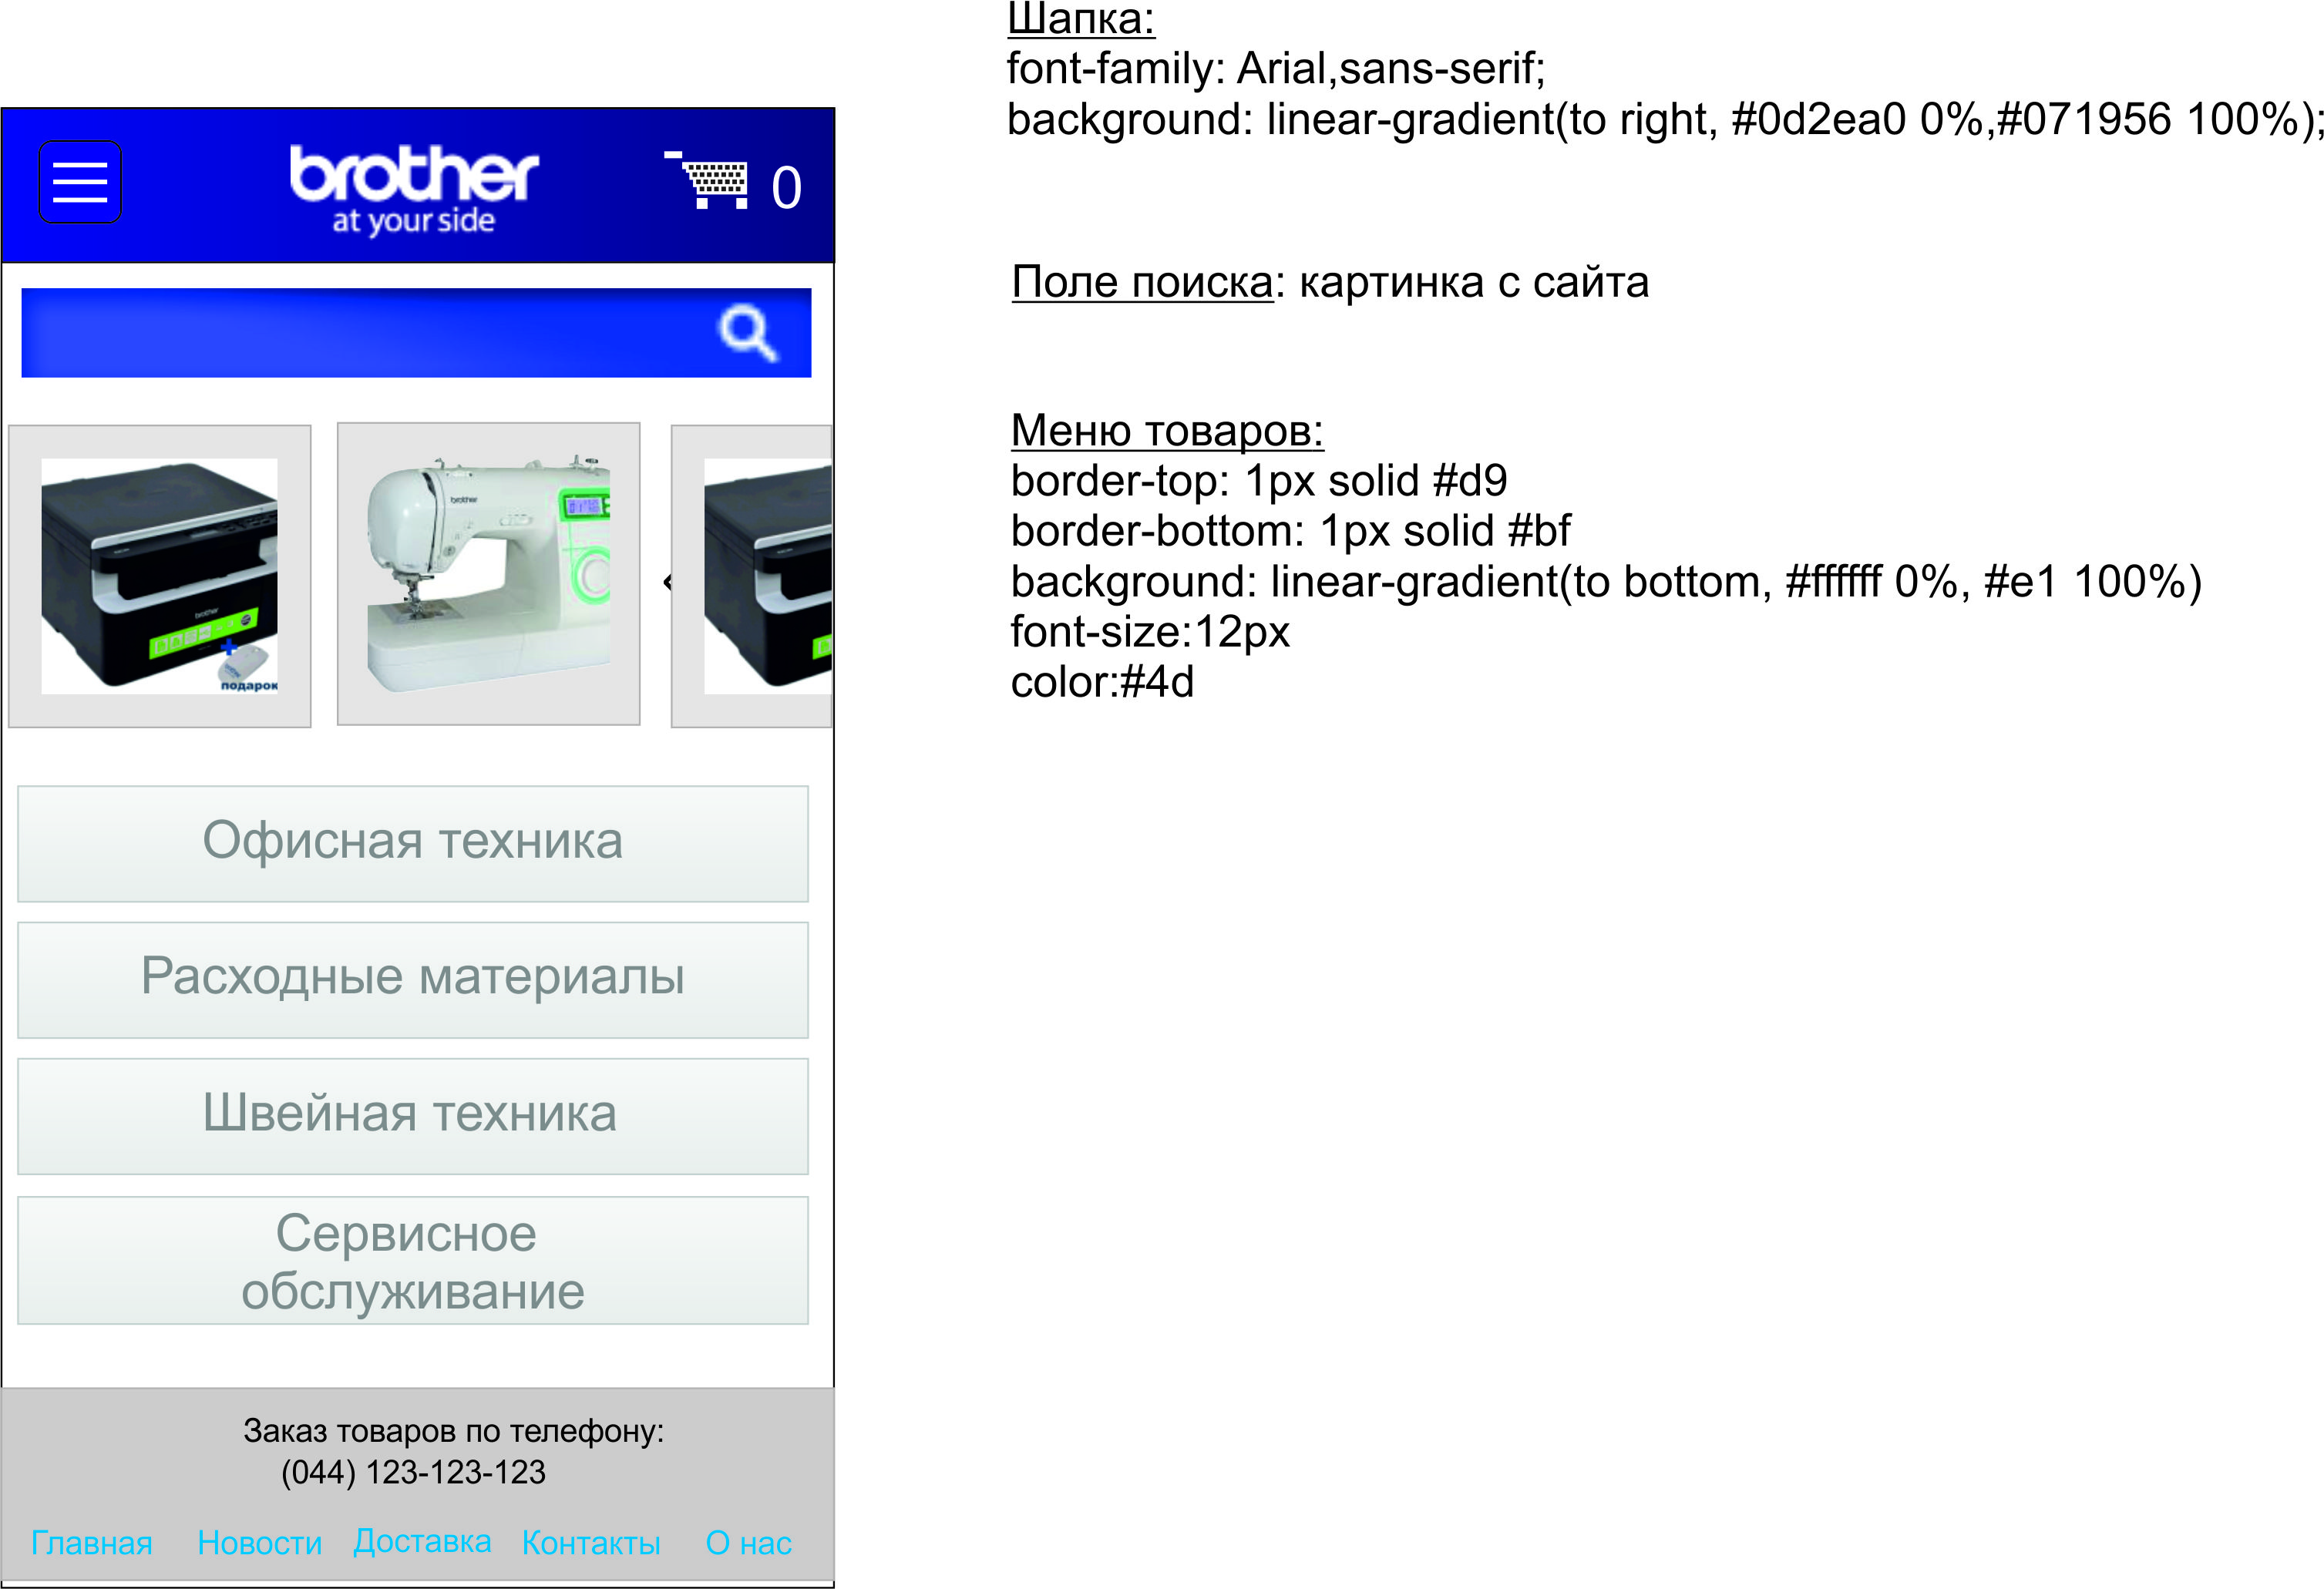 Шапка:
font-family: Arial,sans-serif;
background: linear-gradient(to right, #0d2ea0 0%,#071956 100%);
brother
at your side
0
Поле поиска: картинка с сайта
Меню товаров:
border-top: 1px solid #d9
border-bottom: 1px solid #bf
background: linear-gradient(to bottom, #ffffff 0%, #e1 100%)
font-size:12px
color:#4d
brother
подарок
brother
Офисная техника
Расходные материалы
Швейная техника
Сервисное
обслуживание
Заказ товаров по телефону:
(044) 123-123-123
Главная Новости Доставка Контакты О нас